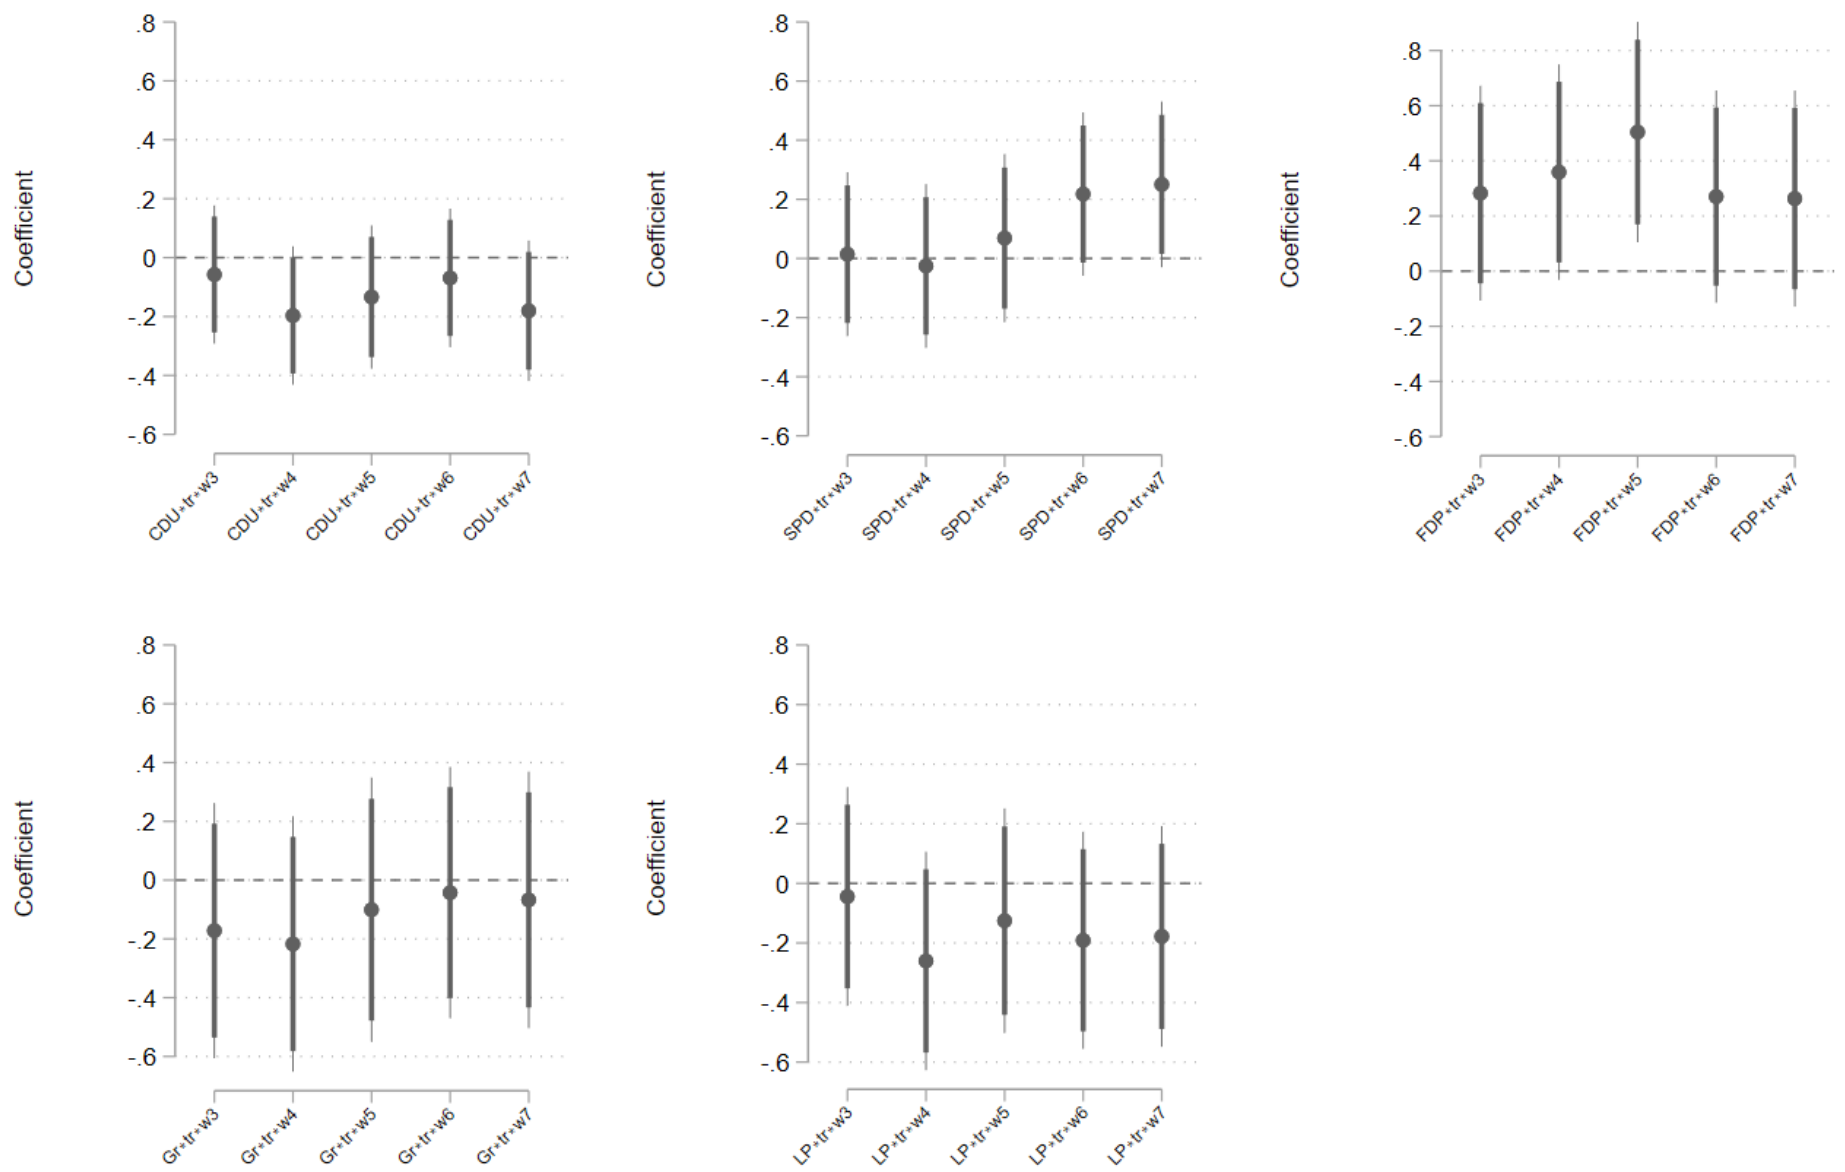 Coefficient
.8
.6
.4
.2
0
-.2
-.4
-.6
CDU*tr*w3
CDU*tr*w4
CDU*tr*w5
CDU*tr*w6
CDU*tr*w7
Coefficient
.8
.6
.4
.2
0
-.2
-.4
-.6
SPD*tr*w3
SPD*tr*w4
SPD*tr*w5
SPD*tr*w6
SPD*tr*w7
Coefficient
.8
.6
.4
.2
0
-.2
-.4
-.6
FDP*tr*w3
FDP*tr*w4
FDP*tr*w5
FDP*tr*w6
FDP*tr*w7
Coefficient
.8
.6
.4
.2
0
-.2
-.4
-.6
Gr*tr*w3
Gr*tr*w4
Gr*tr*w5
Gr*tr*w6
Gr*tr*w7
Coefficient
.8
.6
.4
.2
0
-.2
-.4
-.6
LP*tr*w3
LP*tr*w4
LP*tr*w5
LP*tr*w6
LP*tr*w7